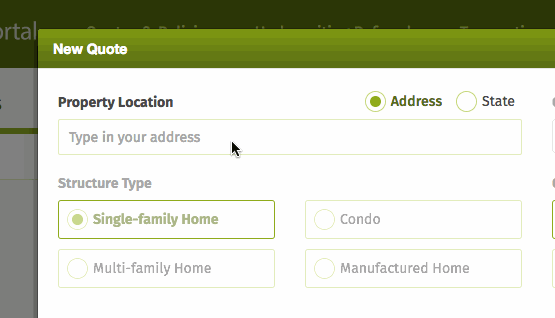 New Quote
Property Location
Address
State
Type in your address
Structure Type
Single-family Home
Condo
Multi-family Home
Manufactured Home